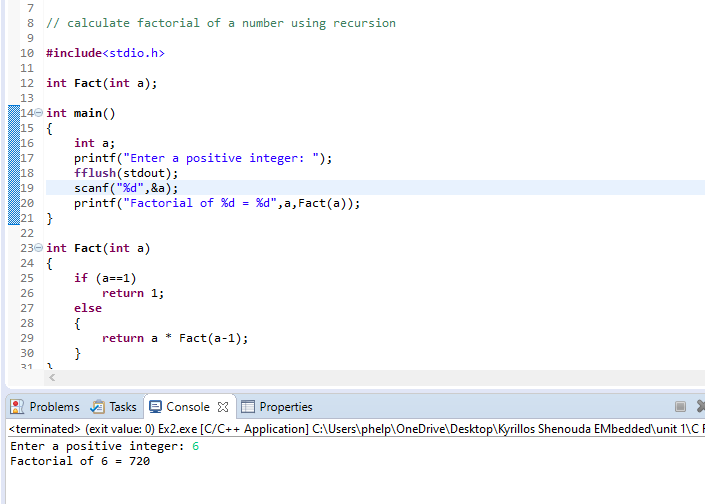 7
8 // calculate factorial of a number using recursion
9
10 #include<stdio.h>
11
12 int Fact(int a);
13
14 int main()
15 {
16 int a;
17 printf("Enter a positive integer: ");
18 fflush(stdout);
19 scanf("%d",&a);
20 printf("Factorial of %d = %d",a,Fact(a));
21 }
22
23 int Fact(int a)
24 {
25 if (a==1)
26 return 1;
27 else
28 {
29 return a * Fact(a-1);
30 }
31 }
Problems Tasks Console Properties
<terminated> (exit value: 0) Ex2.exe [C/C++ Application] C:\Users\phelp\OneDrive\Desktop\Kyrillos Shenouda EMbedded\unit 1\C
Enter a positive integer: 6
Factorial of 6 = 720